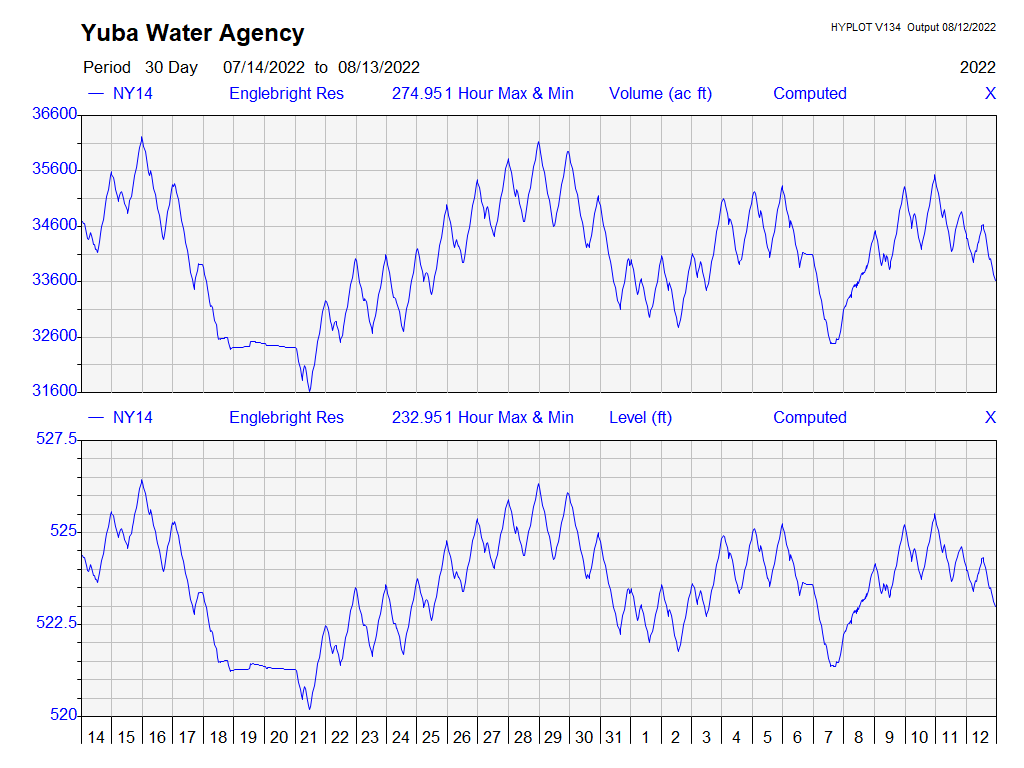 Yuba Water Agency
HYPLOT V134 Output 08/12/2022
Period 30 Day 07/14/2022 to 08/13/2022 2022
NY14 Englebright Res 274.951 Hour Max & Min Volume (ac ft) Computed X
36600
35600
34600
33600
32600
31600
NY14 Englebright Res 232.951 Hour Max & Min Level (ft) Computed X
527.5
525
522.5
520
14 15 16 17 18 19 20 21 22 23 24 25 26 27 28 29 30 31 1 2 3 4 5 6 7 8 9 10 11 12